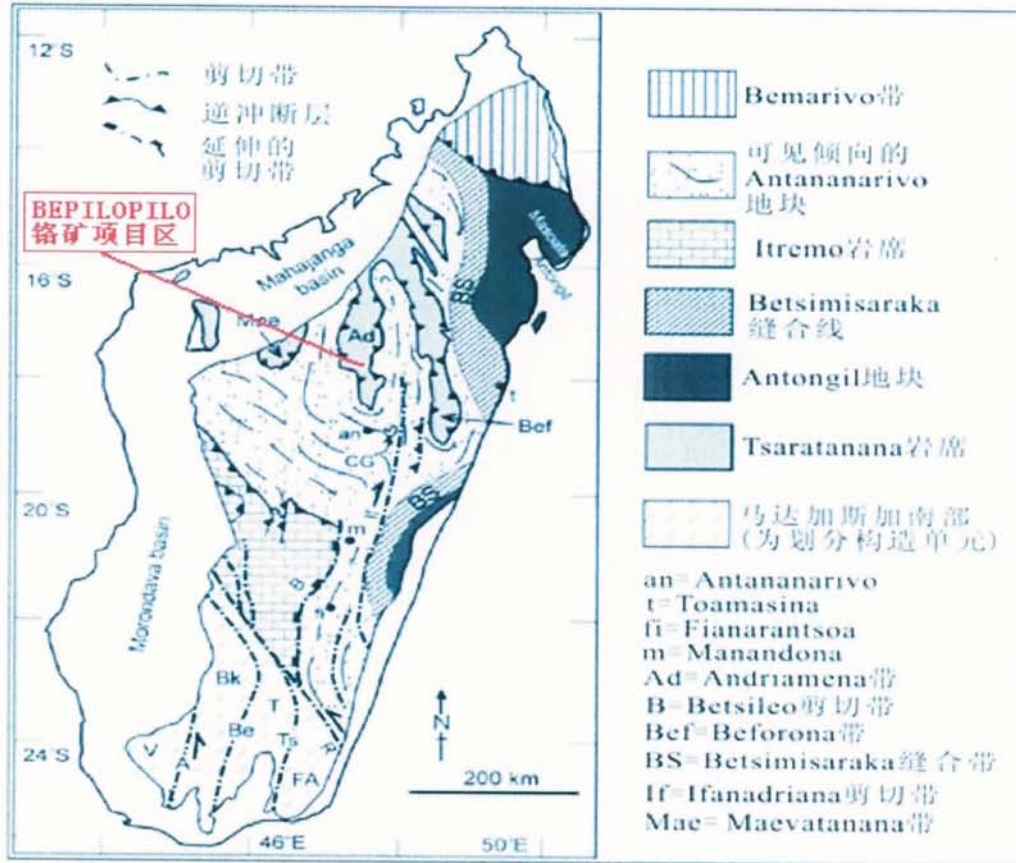 12°S
剪切带
逆冲断层
延伸的
剪切带
BEPILOPILO
铬矿项目区
Mahajanga
basin
16°S
Mae
Ad
BS
Antongil
t
Bef
an
CG
If
BS
20°S
m
B
Morondava basin
Bk
T
Be
Ts
24°S
V
A
R
FA
N
200 km
46°E
50°E
Bemarivo带
可见倾向的
Antananarivo
地块
Itremo岩席
Betsimisaraka
缝合线
Antongil地块
Tsaratanana岩席
马达加斯加南部
(为划分构造单元)
an=Antananarivo
t=Toamasina
fi=Fianarantsoa
m=Manandona
Ad=Andriamena带
B=Betsileo剪切带
Bef=Beforona带
BS=Betsimisaraka缝合带
If=Ifanadriana剪切带
Mae= Maevatanana带